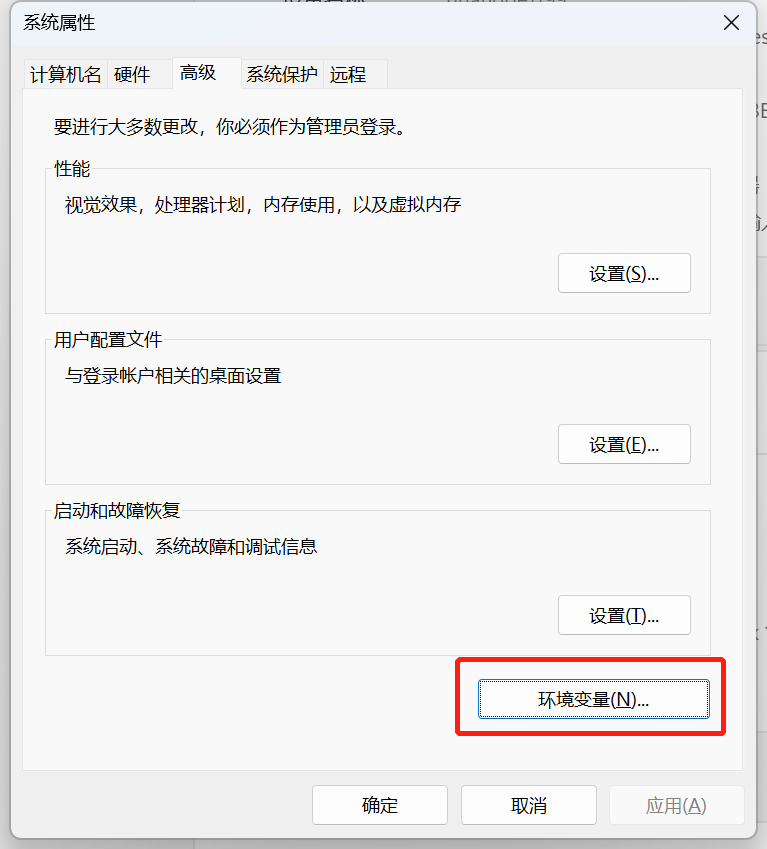 系统属性
计算机名 硬件 高级 系统保护 远程
要进行大多数更改，你必须作为管理员登录。
性能
视觉效果，处理器计划，内存使用，以及虚拟内存
设置(S)...
用户配置文件
与登录帐户相关的桌面设置
设置(E)...
启动和故障恢复
系统启动、系统故障和调试信息
设置(T)...
环境变量(N)...
确定 取消 应用(A)